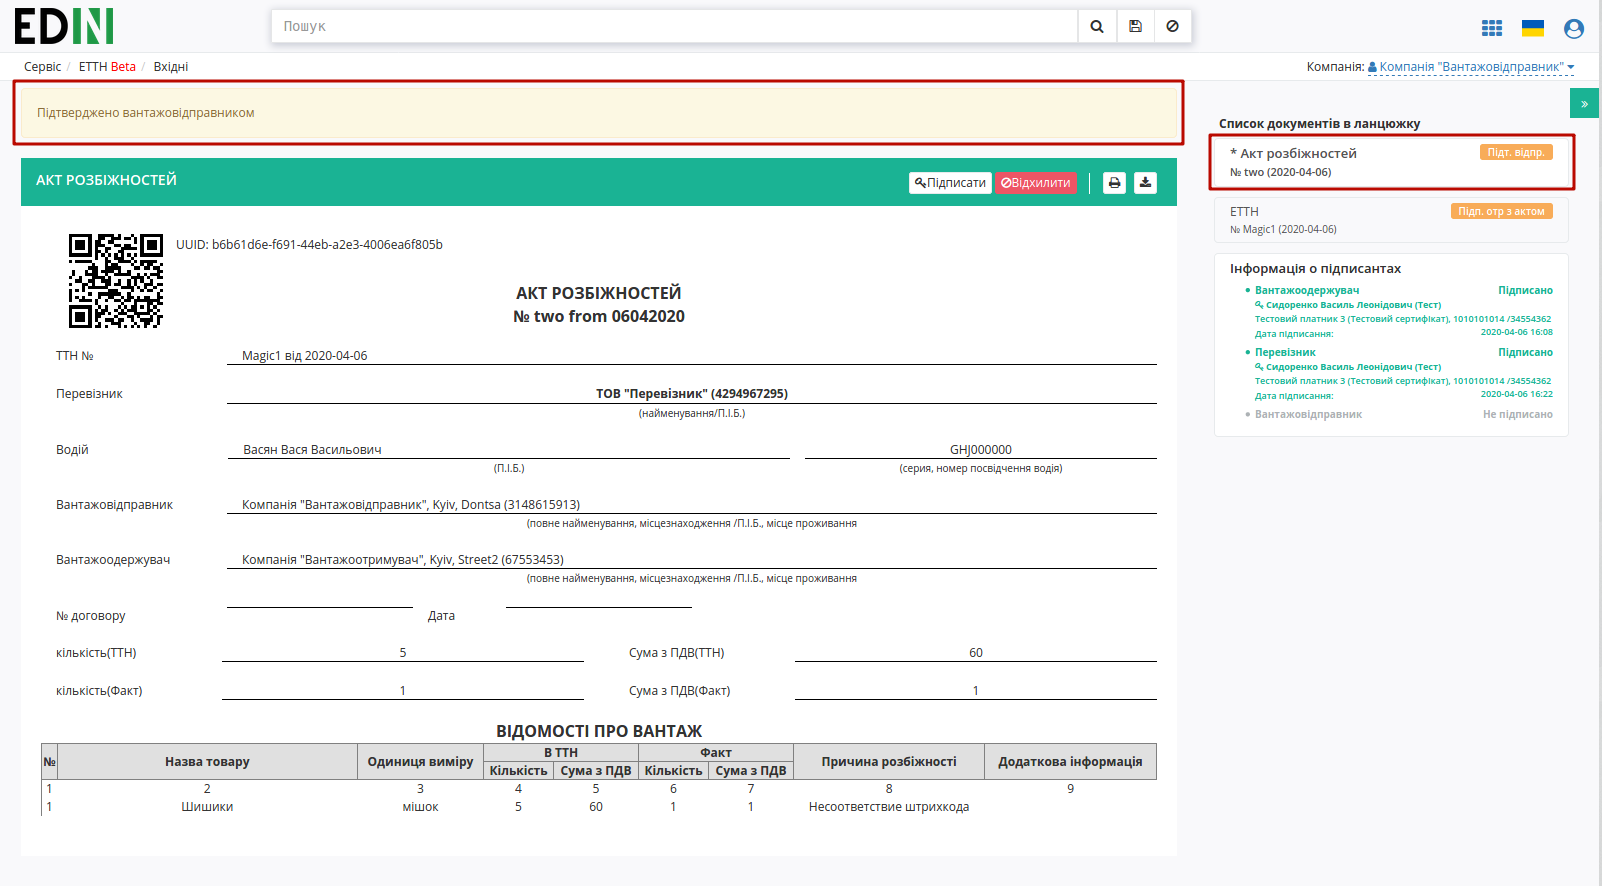 EDIN
Пошук
Сервіс / ЕТТН Beta / Вхідні
Компанія: Компанія "Вантажовідправник"
Підтверджено вантажовідправником
АКТ РОЗБІЖНОСТЕЙ
Підписати Відхилити
UUID: b6b61d6e-f691-44eb-a2e3-4006ea6f805b
АКТ РОЗБІЖНОСТЕЙ
№ two from 06042020
ТТН № Magic1 від 2020-04-06
Перевізник ТОВ "Перевізник" (4294967295)
(найменування/П.І.Б.)
Водій Васян Вася Васильович GHJ000000
(П.І.Б.) (серия, номер посвідчення водія)
Вантажовідправник Компанія "Вантажовідправник", Kyiv, Dontsa (3148615913)
(повне найменування, місцезнаходження /П.І.Б., місце проживання
Вантажоодержувач Компанія "Вантажоотримувач", Kyiv, Street2 (67553453)
(повне найменування, місцезнаходження /П.І.Б., місце проживання
№ договору Дата
кількість(ТТН) 5 Сума з ПДВ(ТТН) 60
кількість(Факт) 1 Сума з ПДВ(Факт) 1
ВІДОМОСТІ ПРО ВАНТАЖ
№ Назва товару Одиниця виміру В ТТН Факт Причина розбіжності Додаткова інформація
Кількість Сума з ПДВ Кількість Сума з ПДВ
1 2 3 4 5 6 7 8 9
1 Шишики мішок 5 60 1 1 Несоответствие штрихкода
»
Список документів в ланцюжку
* Акт розбіжностей Підт. відпр.
№ two (2020-04-06)
ЕТТН Підп. отр з актом
№ Magic1 (2020-04-06)
Інформація о підписантах
Вантажоодержувач Підписано
Сидоренко Василь Леонідович (Тест)
Тестовий платник 3 (Тестовий сертифікат), 1010101014 /34554362
Дата підписання: 2020-04-06 16:08
Перевізник Підписано
Сидоренко Василь Леонідович (Тест)
Тестовий платник 3 (Тестовий сертифікат), 1010101014 /34554362
Дата підписання: 2020-04-06 16:22
Вантажовідправник Не підписано